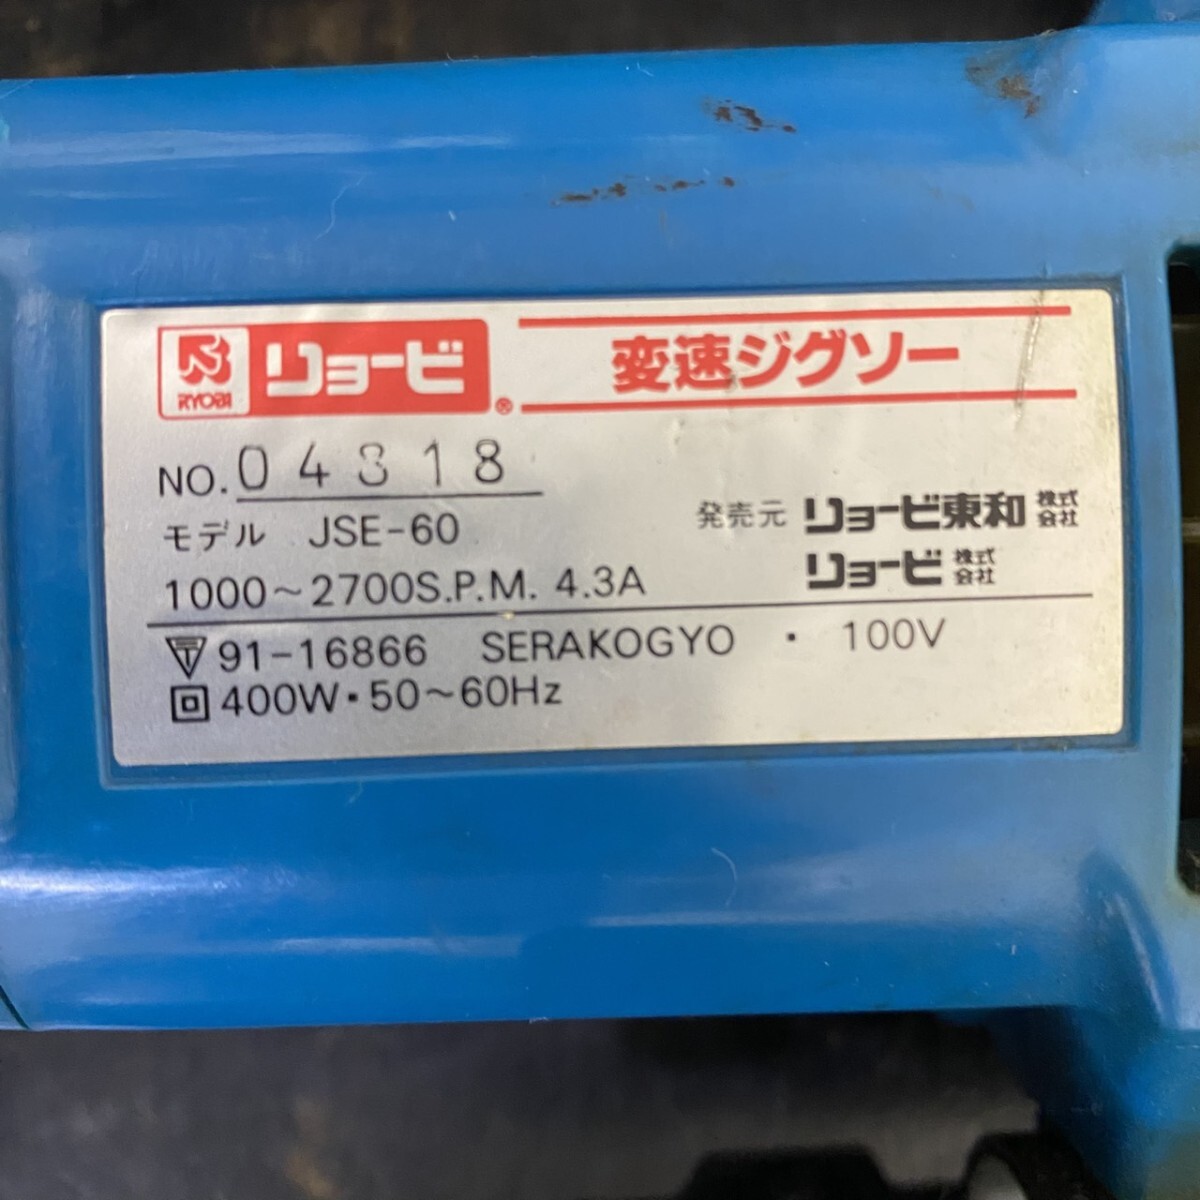 RYOBI リョービ® 変速ジグソー
NO. 04318
モデル JSE-60
1000～2700S.P.M. 4.3A
発売元 リョービ東和株式会社
リョービ株式会社
91-16866 SERAKOGYO ・ 100V
400W・50～60Hz